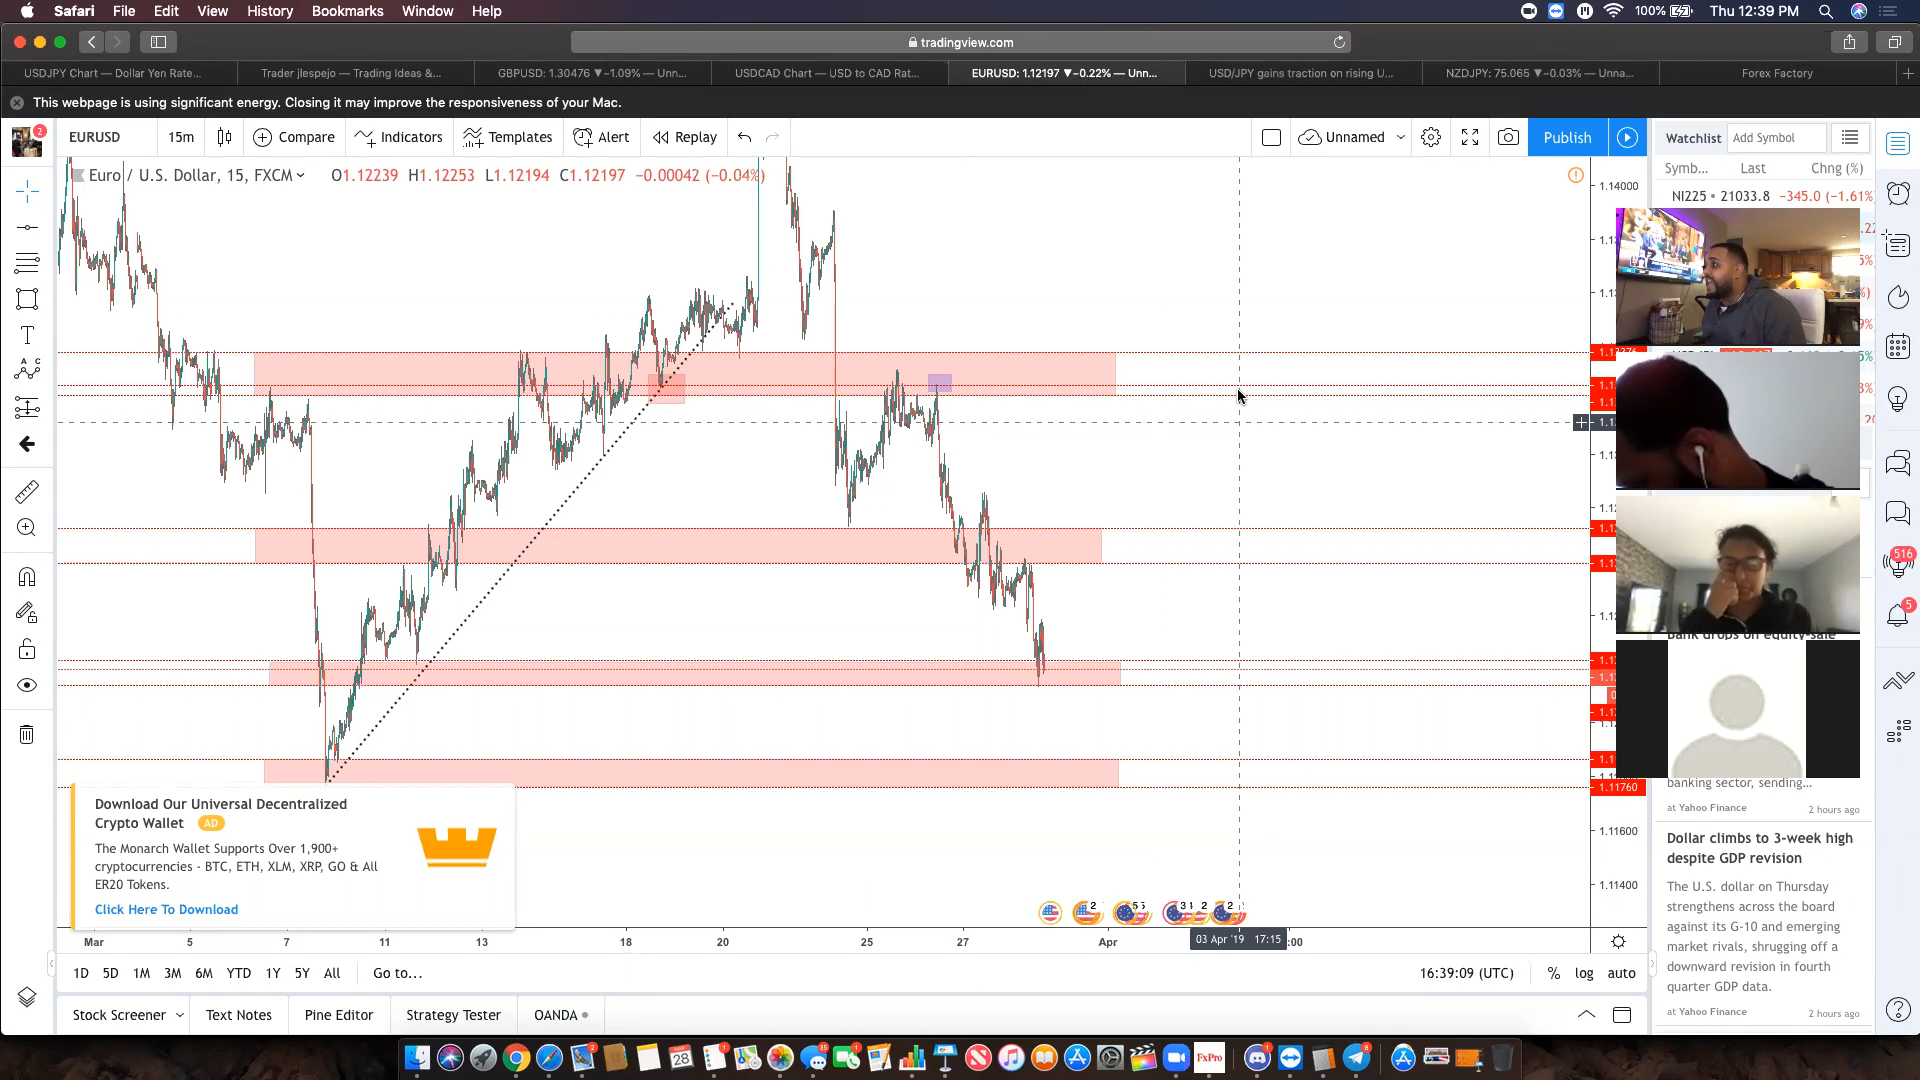 Safari File Edit View History Bookmarks Window Help
100% Thu 12:39 PM
tradingview.com
USDJPY Chart — Dollar Yen Rate...
Trader jlespejo — Trading Ideas &...
GBPUSD: 1.30476 ▼−1.09% — Unn...
USDCAD Chart — USD to CAD Rat...
EURUSD: 1.12197 ▼−0.22% — Unn...
USD/JPY gains traction on rising U...
NZDJPY: 75.065 ▼−0.03% — Unna...
Forex Factory
This webpage is using significant energy. Closing it may improve the responsiveness of your Mac.
2
EURUSD 15m Compare Indicators Templates Alert Replay Unnamed Publish
Watchlist Add Symbol
Symb... Last Chng (%)
NI225 21033.8 −345.0 (−1.61%
Euro / U.S. Dollar, 15, FXCM O1.12239 H1.12253 L1.12194 C1.12197 −0.00042 (−0.04%)
1.14000
1.11760
1.11600
1.11400
516
5
Bank drops on equity-sale
banking sector, sending...
at Yahoo Finance 2 hours ago
Dollar climbs to 3-week high
despite GDP revision
The U.S. dollar on Thursday
strengthens across the board
against its G-10 and emerging
market rivals, shrugging off a
downward revision in fourth
quarter GDP data.
at Yahoo Finance 2 hours ago
Download Our Universal Decentralized
Crypto Wallet AD
The Monarch Wallet Supports Over 1,900+
cryptocurrencies - BTC, ETH, XLM, XRP, GO & All
ER20 Tokens.
Click Here To Download
Mar 5 7 11 13 18 20 25 27 Apr 03 Apr '19 17:15 :00
1D 5D 1M 3M 6M YTD 1Y 5Y All Go to...
16:39:09 (UTC) % log auto
Stock Screener Text Notes Pine Editor Strategy Tester OANDA
28
FxPro